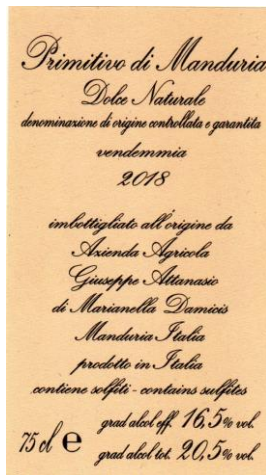 Primitivo di Manduria
Dolce Naturale
denominazione di origine controllata e garantita
vendemmia
2018
imbottigliato all'origine da
Azienda Agricola
Giuseppe Attanasio
di Marianella Damicis
Manduria Italia
prodotto in Italia
contiene solfiti - contains sulfites
75 cl e grad alcol eff. 16,5% vol.
grad alcol tot. 20,5% vol.